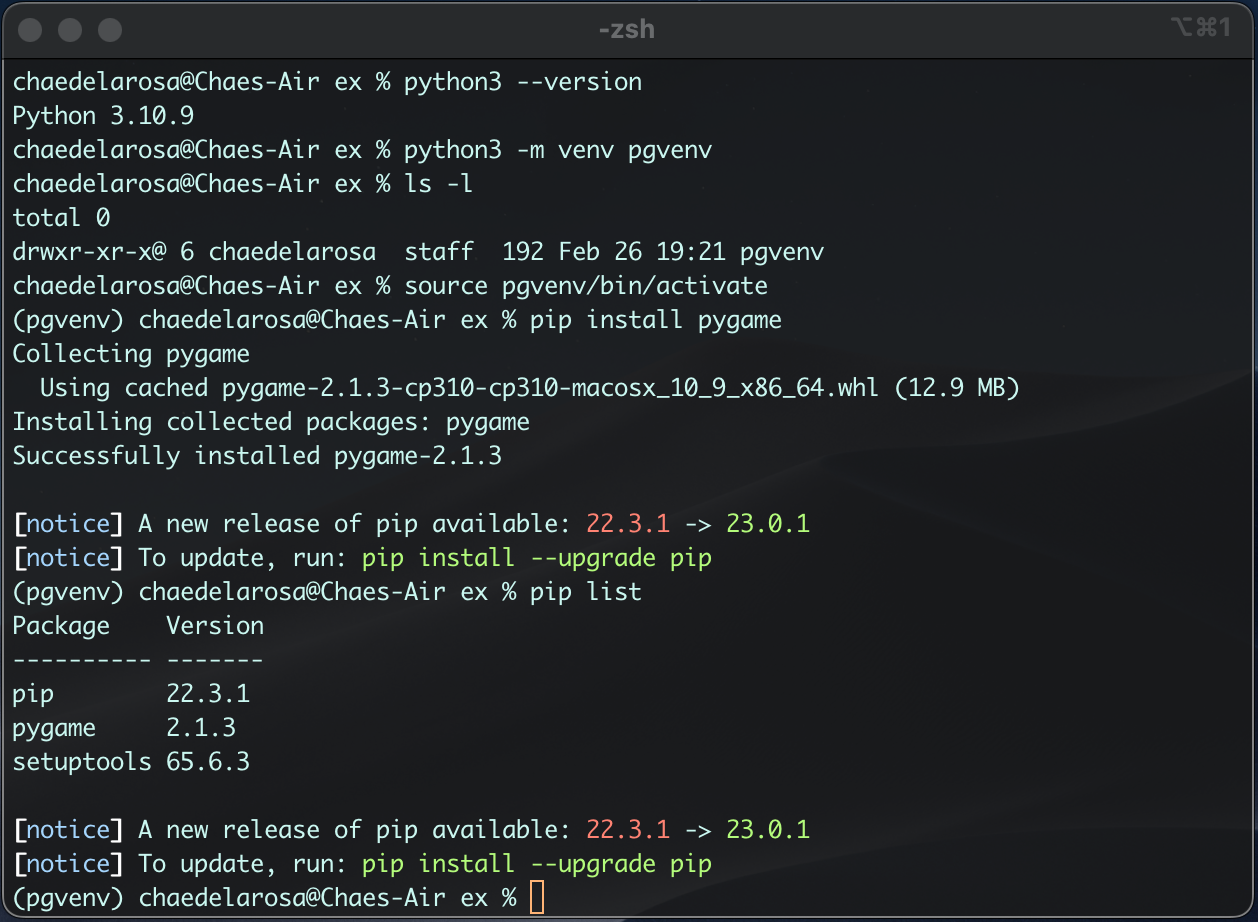 -zsh
⌥⌘1
chaedelarosa@Chaes-Air ex % python3 --version
Python 3.10.9
chaedelarosa@Chaes-Air ex % python3 -m venv pgvenv
chaedelarosa@Chaes-Air ex % ls -l
total 0
drwxr-xr-x@ 6 chaedelarosa  staff  192 Feb 26 19:21 pgvenv
chaedelarosa@Chaes-Air ex % source pgvenv/bin/activate
(pgvenv) chaedelarosa@Chaes-Air ex % pip install pygame
Collecting pygame
  Using cached pygame-2.1.3-cp310-cp310-macosx_10_9_x86_64.whl (12.9 MB)
Installing collected packages: pygame
Successfully installed pygame-2.1.3

[notice] A new release of pip available: 22.3.1 -> 23.0.1
[notice] To update, run: pip install --upgrade pip
(pgvenv) chaedelarosa@Chaes-Air ex % pip list
Package    Version
---------- -------
pip        22.3.1
pygame     2.1.3
setuptools 65.6.3

[notice] A new release of pip available: 22.3.1 -> 23.0.1
[notice] To update, run: pip install --upgrade pip
(pgvenv) chaedelarosa@Chaes-Air ex %